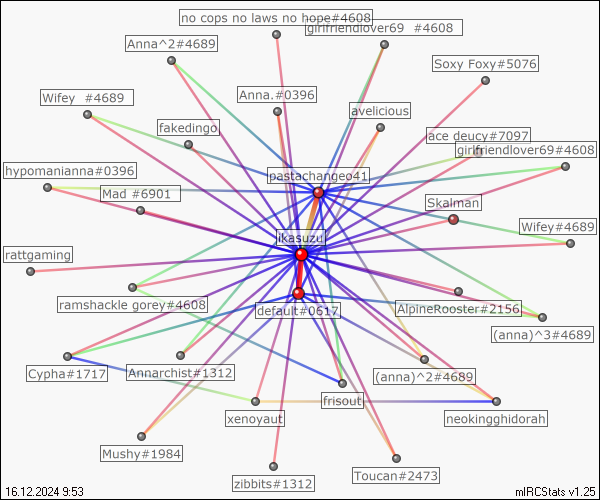 no cops no laws no hope#4608
girlfriendlover69 #4608
Anna^2#4689
Soxy Foxy#5076
Wifey #4689
Anna.#0396
avelicious
fakedingo
ace deucy#7097
girlfriendlover69#4608
hypomanianna#0396
pastachangeo41
Mad #6901
Skalman
ikasuzu
Wifey#4689
rattgaming
ramshackle gorey#4608
default#0617
AlpineRooster#2156
(anna)^3#4689
Cypha#1717
Annarchist#1312
(anna)^2#4689
frisout
xenoyaut
neokingghidorah
Mushy#1984
Toucan#2473
zibbits#1312
16.12.2024 9:53
mIRCStats v1.25